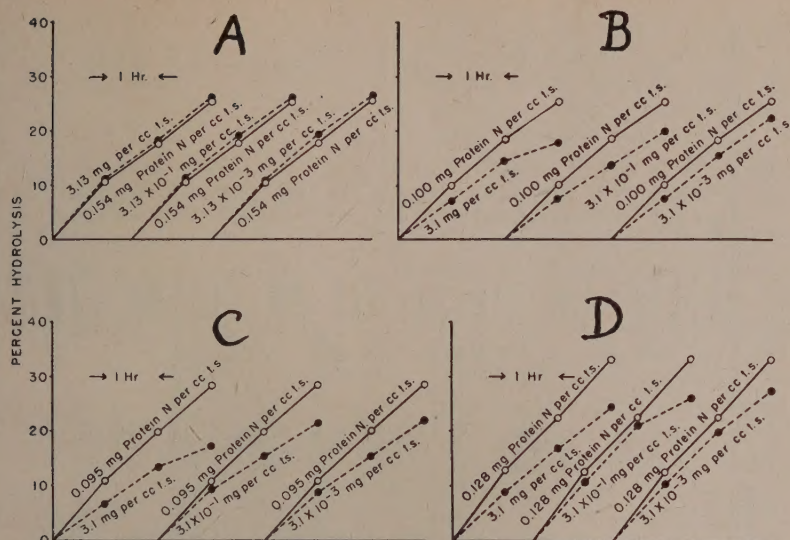 PERCENT HYDROLYSIS
A
40
30
20
10
0
→ 1 Hr. ←
3.13 mg per cc t.s.
0.154 mg Protein N per cc t.s.
3.13 X 10-1 mg per cc t.s.
0.154 mg Protein N per cc t.s.
3.13 X 10-3 mg per cc t.s.
0.154 mg Protein N per cc t.s.
B
→ 1 Hr. ←
0.100 mg Protein N per cc t.s.
3.1 mg per cc t.s.
0.100 mg Protein N per cc t.s.
3.1 X 10-1 mg per cc t.s.
0.100 mg Protein N per cc t.s.
3.1 X 10-3 mg per cc t.s.
C
40
30
20
10
0
→ 1 Hr. ←
0.095 mg Protein N per cc t.s.
3.1 mg per cc t.s.
0.095 mg Protein N per cc t.s.
3.1 X 10-1 mg per cc t.s.
0.095 mg Protein N per cc t.s.
3.1 X 10-3 mg per cc t.s.
D
→ 1 Hr. ←
0.128 mg Protein N per cc t.s.
3.1 mg per cc t.s.
0.128 mg Protein N per cc t.s.
3.1 X 10-1 mg per cc t.s.
0.128 mg Protein N per cc t.s.
3.1 X 10-3 mg per cc t.s.